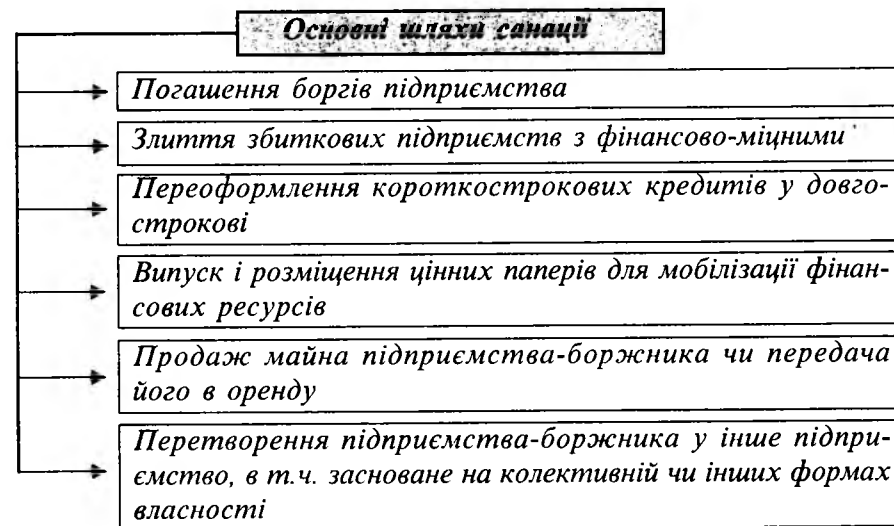 Основні шляхи санації
Погашення боргів підприємства
Злиття збиткових підприємств з фінансово-міцними
Переоформлення короткострокових кредитів у довго-
строкові
Випуск і розміщення цінних паперів для мобілізації фінан-
сових ресурсів
Продаж майна підприємства-боржника чи передача
його в оренду
Перетворення підприємства-боржника у інше підпри-
ємство, в т.ч. засноване на колективній чи інших формах
власності